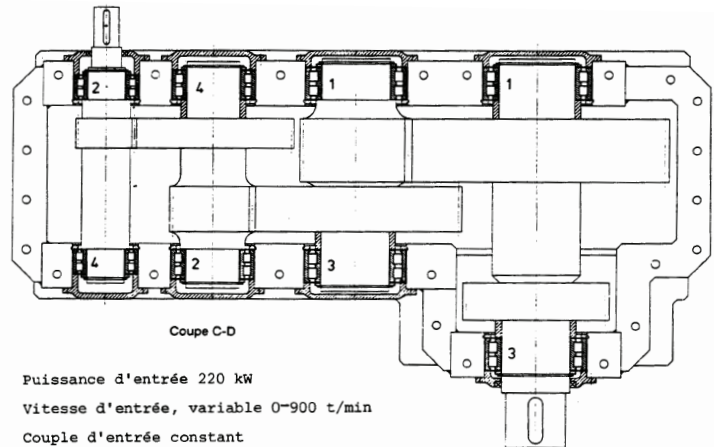 2 4 1 1
4 2 3
3
Coupe C-D
Puissance d'entrée 220 kW
Vitesse d'entrée, variable 0-900 t/min
Couple d'entrée constant